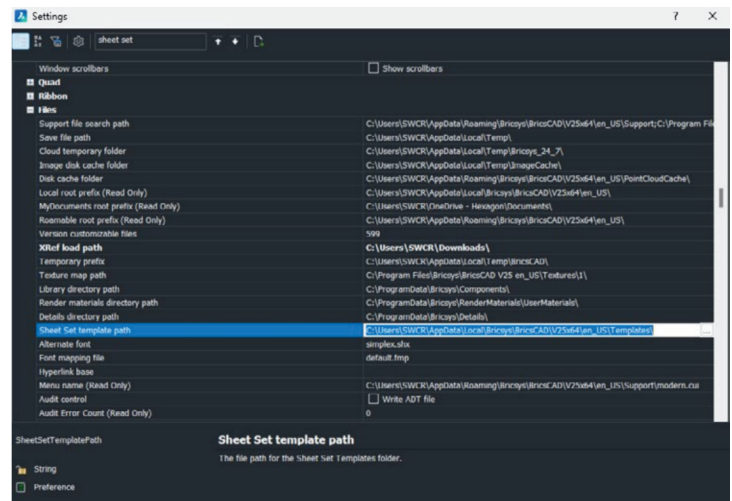 Settings
sheet set
Window scrollbars Show scrollbars
Quad
Ribbon
Files
Support file search path C:\Users\SWCR\AppData\Roaming\Bricsys\BricsCAD\V25x64\en_US\Support;C:\Program File
Save file path C:\Users\SWCR\AppData\Local\Temp\
Cloud temporary folder C:\Users\SWCR\AppData\Local\Temp\Bricsys_24_7\
Image disk cache folder C:\Users\SWCR\AppData\Local\Temp\ImageCache\
Disk cache folder C:\Users\SWCR\AppData\Roaming\Bricsys\BricsCAD\V25x64\en_US\PointCloudCache\
Local root prefix (Read Only) C:\Users\SWCR\AppData\Local\Bricsys\BricsCAD\V25x64\en_US\
MyDocuments root prefix (Read Only) C:\Users\SWCR\OneDrive - Hexagon\Documents\
Roamable root prefix (Read Only) C:\Users\SWCR\AppData\Roaming\Bricsys\BricsCAD\V25x64\en_US\
Version customizable files 599
XRef load path C:\Users\SWCR\Downloads\
Temporary prefix C:\Users\SWCR\AppData\Local\Temp\BricsCAD\
Texture map path C:\Program Files\Bricsys\BricsCAD V25 en_US\Textures\1\
Library directory path C:\ProgramData\Bricsys\Components\
Render materials directory path C:\ProgramData\Bricsys\RenderMaterials\UserMaterials\
Details directory path C:\ProgramData\Bricsys\Details\
Sheet Set template path C:\Users\SWCR\AppData\Local\Bricsys\BricsCAD\V25x64\en_US\Templates\ ...
Alternate font simplex.shx
Font mapping file default.fmp
Hyperlink base
Menu name (Read Only) C:\Users\SWCR\AppData\Roaming\Bricsys\BricsCAD\V25x64\en_US\Support\modern.cui
Audit control Write ADT file
Audit Error Count (Read Only) 0
SheetSetTemplatePath Sheet Set template path
The file path for the Sheet Set Templates folder.
String
Preference